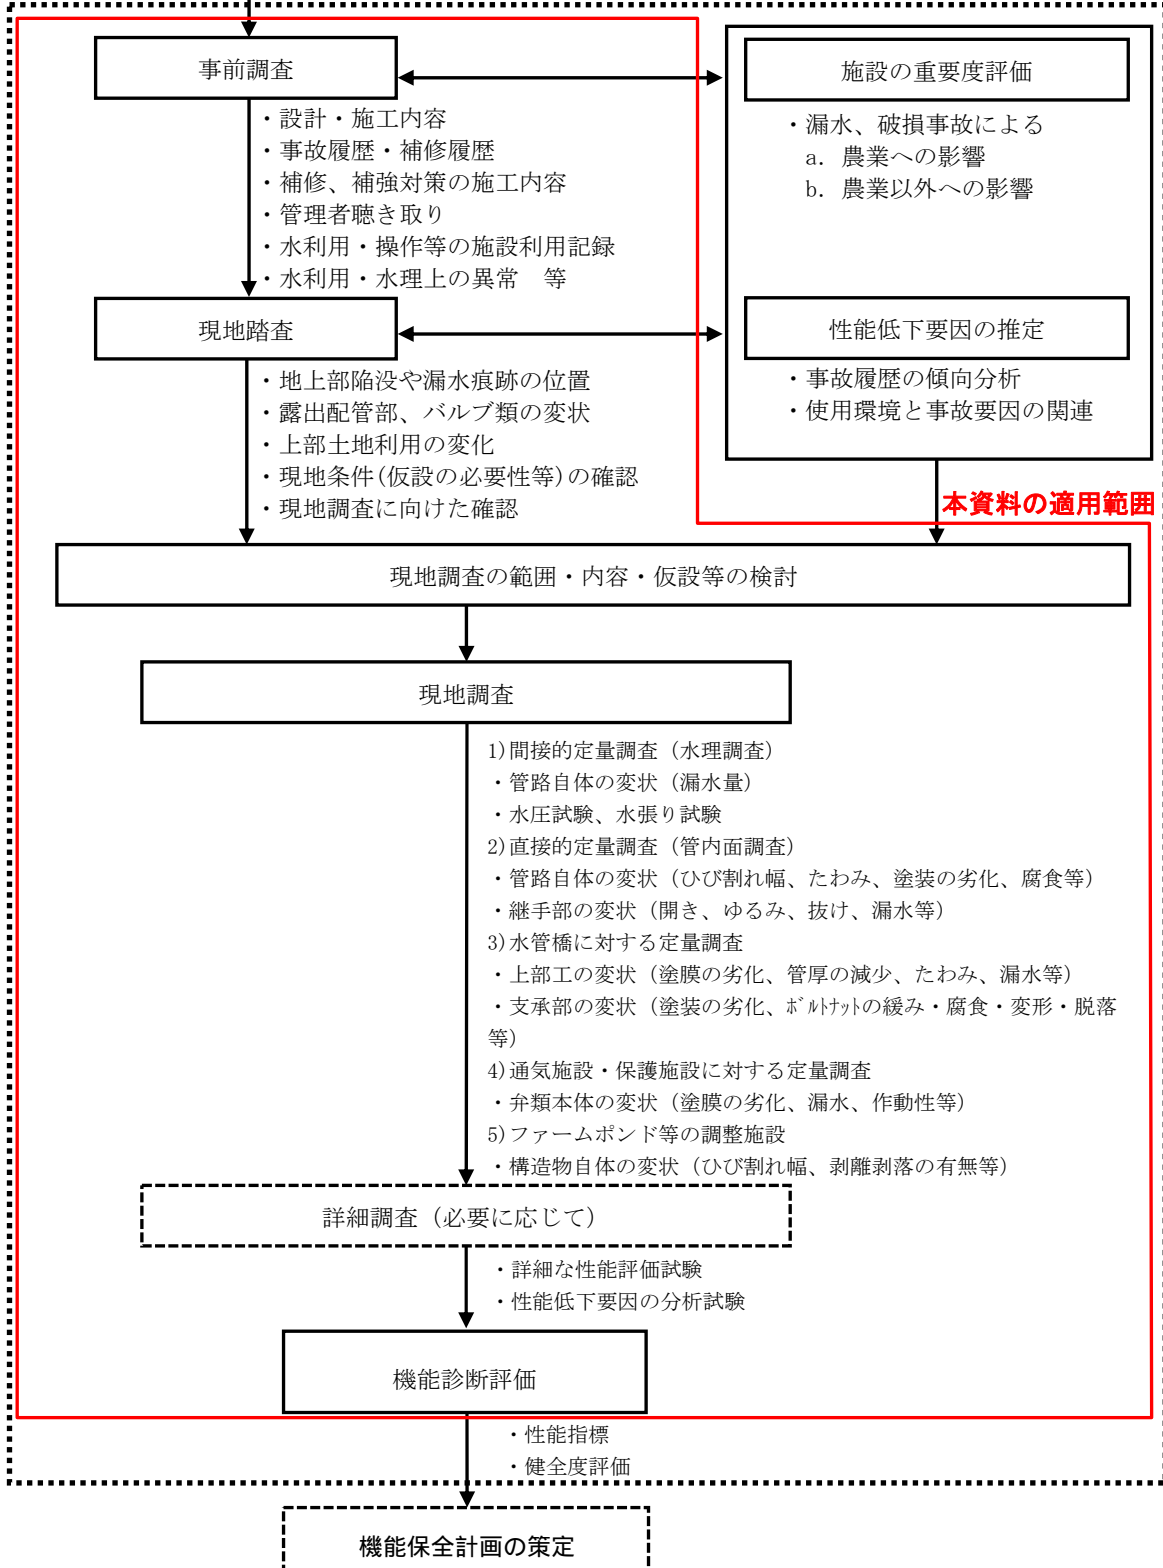 事前調査
・設計・施工内容
・事故履歴・補修履歴
・補修、補強対策の施工内容
・管理者聴き取り
・水利用・操作等の施設利用記録
・水利用・水理上の異常　等
施設の重要度評価
・漏水、破損事故による
a. 農業への影響
b. 農業以外への影響
現地踏査
・地上部陥没や漏水痕跡の位置
・露出配管部、バルブ類の変状
・上部土地利用の変化
・現地条件(仮設の必要性等)の確認
・現地調査に向けた確認
性能低下要因の推定
・事故履歴の傾向分析
・使用環境と事故要因の関連
本資料の適用範囲
現地調査の範囲・内容・仮設等の検討
現地調査
1)間接的定量調査（水理調査）
・管路自体の変状（漏水量）
・水圧試験、水張り試験
2)直接的定量調査（管内面調査）
・管路自体の変状（ひび割れ幅、たわみ、塗装の劣化、腐食等）
・継手部の変状（開き、ゆるみ、抜け、漏水等）
3)水管橋に対する定量調査
・上部工の変状（塗膜の劣化、管厚の減少、たわみ、漏水等）
・支承部の変状（塗装の劣化、ﾎﾞﾙﾄﾅｯﾄの緩み・腐食・変形・脱落
等）
4)通気施設・保護施設に対する定量調査
・弁類本体の変状（塗膜の劣化、漏水、作動性等）
5)ファームポンド等の調整施設
・構造物自体の変状（ひび割れ幅、剥離剥落の有無等）
詳細調査（必要に応じて）
・詳細な性能評価試験
・性能低下要因の分析試験
機能診断評価
・性能指標
・健全度評価
機能保全計画の策定